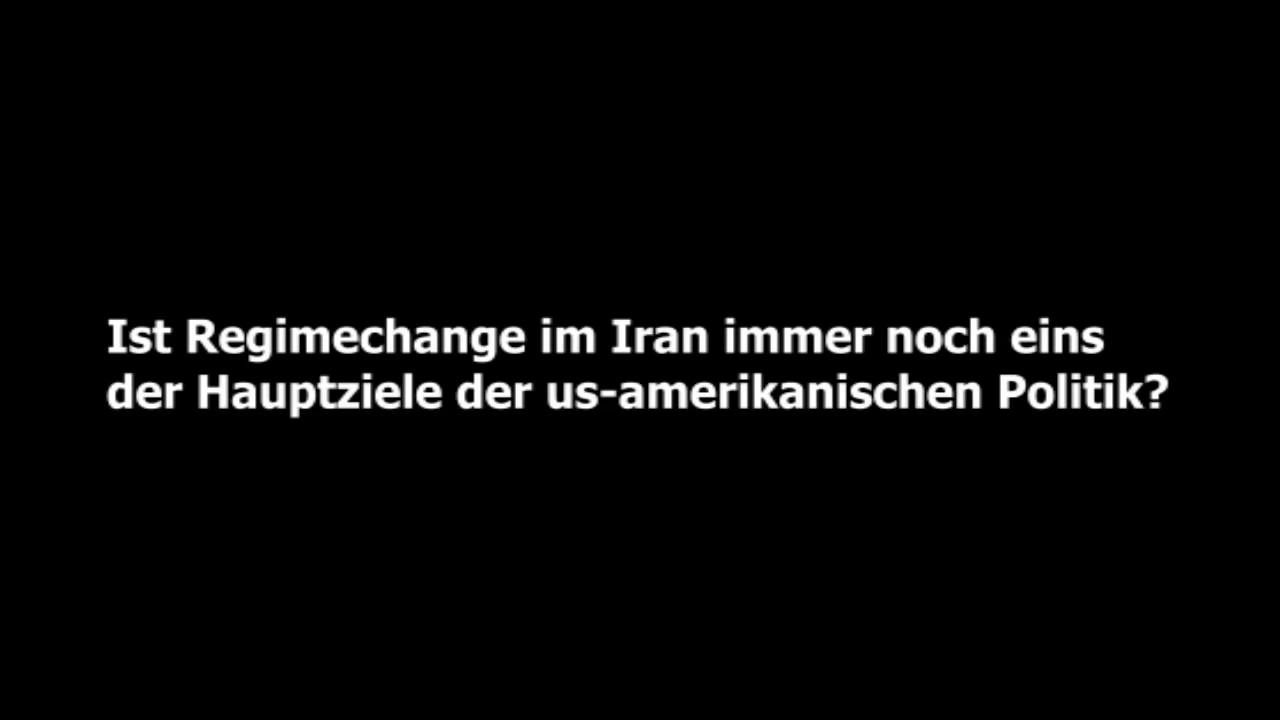 Ist Regimechange im Iran immer noch eins
der Hauptziele der us-amerikanischen Politik?